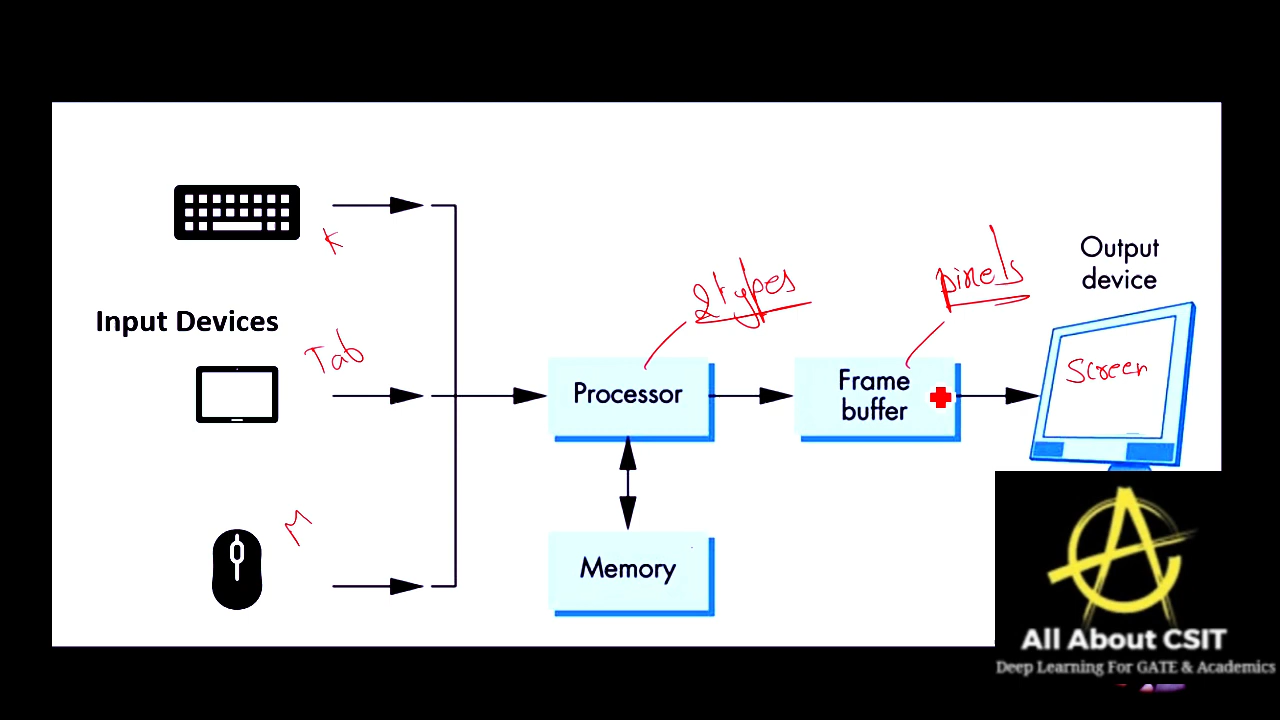 Output
device
pixels
2 types
K
Input Devices
Tab
Processor
Frame
buffer
Screen
M
Memory
All About CSIT
Deep Learning For GATE & Academics